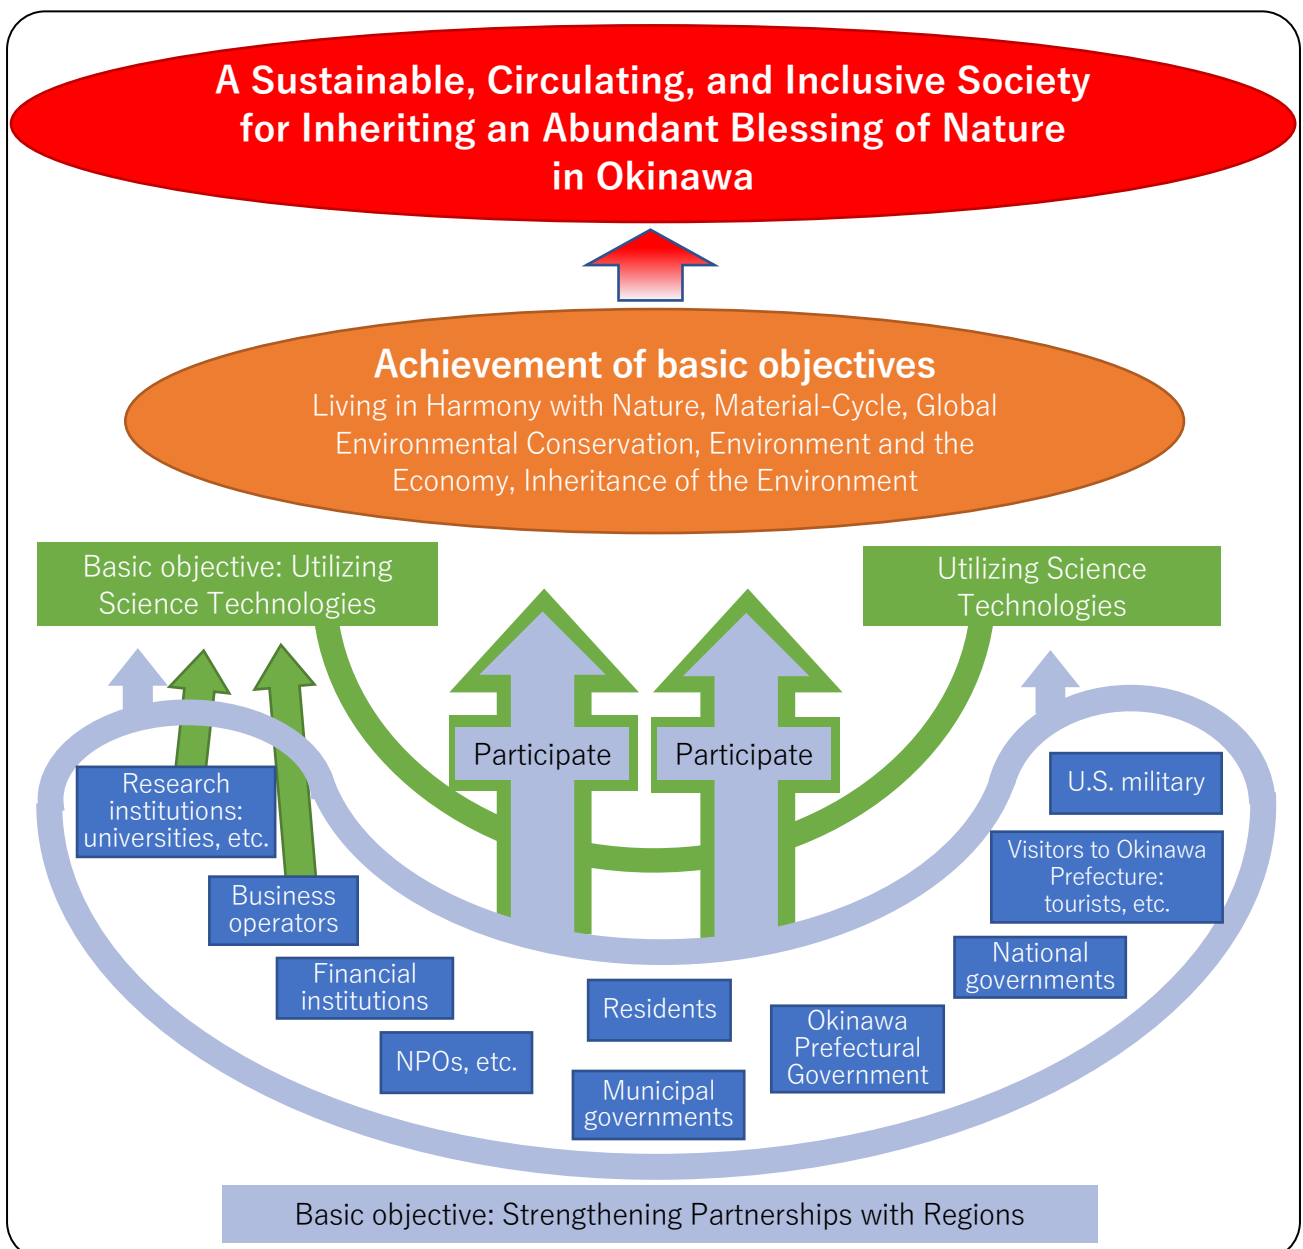 A Sustainable, Circulating, and Inclusive Society
for Inheriting an Abundant Blessing of Nature
in Okinawa
Achievement of basic objectives
Living in Harmony with Nature, Material-Cycle, Global
Environmental Conservation, Environment and the
Economy, Inheritance of the Environment
Basic objective: Utilizing
Science Technologies
Utilizing Science
Technologies
Participate
Participate
Research
institutions:
universities, etc.
Business
operators
Financial
institutions
NPOs, etc.
Residents
Municipal
governments
Okinawa
Prefectural
Government
National
governments
Visitors to Okinawa
Prefecture:
tourists, etc.
U.S. military
Basic objective: Strengthening Partnerships with Regions